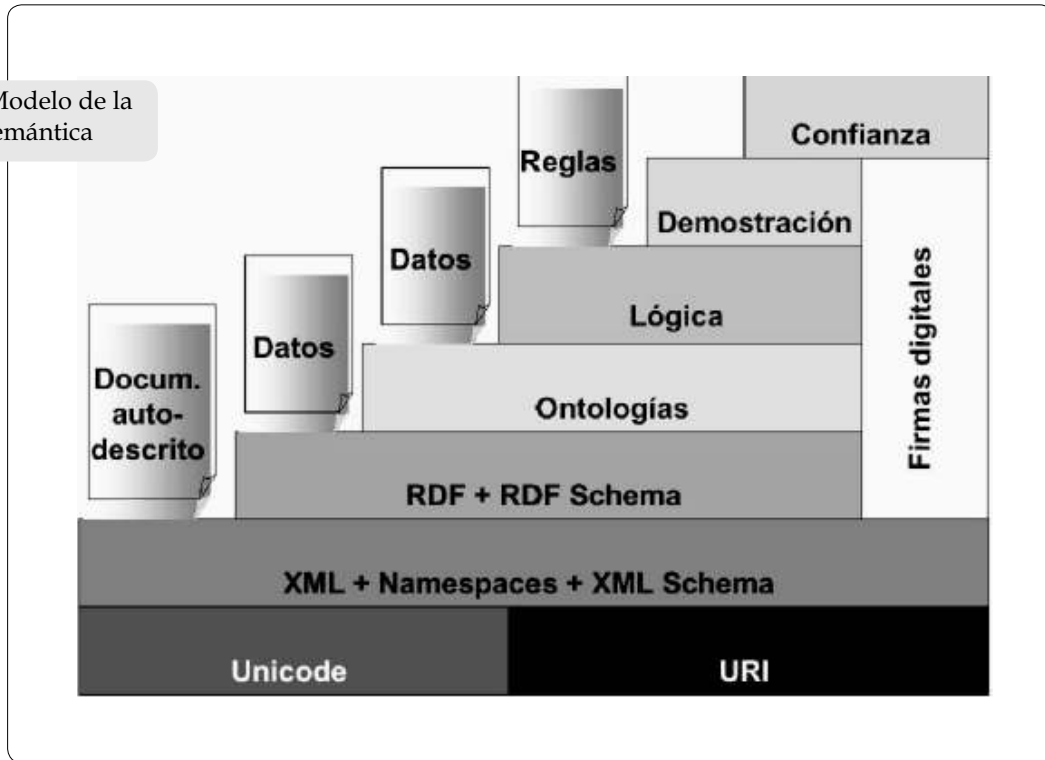 Modelo de la
emántica
Confianza
Reglas
Demostración
Datos
Lógica
Firmas digitales
Datos
Docum.
auto-
descrito
Ontologías
RDF + RDF Schema
XML + Namespaces + XML Schema
Unicode
URI